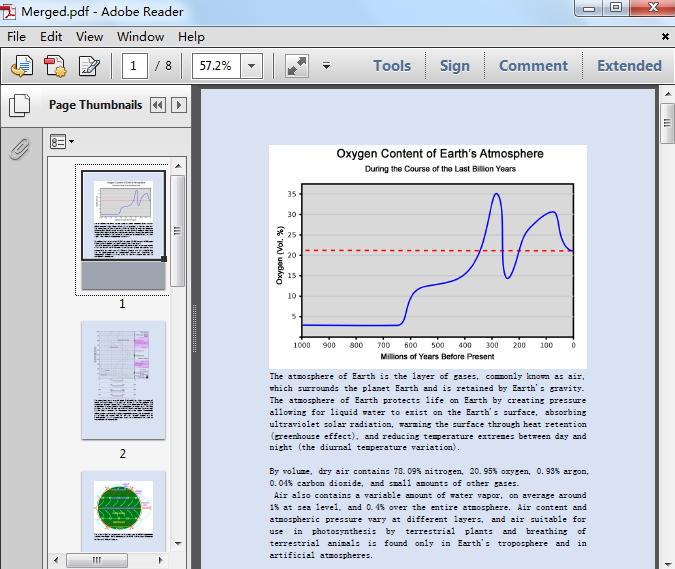 Merged.pdf - Adobe Reader
File Edit View Window Help
1 / 8 57.2% Tools Sign Comment Extended
Page Thumbnails
1
2
Oxygen Content of Earth's Atmosphere
During the Course of the Last Billion Years
Oxygen (Vol. %)
35
30
25
20
15
10
5
1000 900 800 700 600 500 400 300 200 100 0
Millions of Years Before Present
The atmosphere of Earth is the layer of gases, commonly known as air,
which surrounds the planet Earth and is retained by Earth's gravity.
The atmosphere of Earth protects life on Earth by creating pressure
allowing for liquid water to exist on the Earth's surface, absorbing
ultraviolet solar radiation, warming the surface through heat retention
(greenhouse effect), and reducing temperature extremes between day and
night (the diurnal temperature variation).
By volume, dry air contains 78.09% nitrogen, 20.95% oxygen, 0.93% argon,
0.04% carbon dioxide, and small amounts of other gases.
Air also contains a variable amount of water vapor, on average around
1% at sea level, and 0.4% over the entire atmosphere. Air content and
atmospheric pressure vary at different layers, and air suitable for
use in photosynthesis by terrestrial plants and breathing of
terrestrial animals is found only in Earth's troposphere and in
artificial atmospheres.